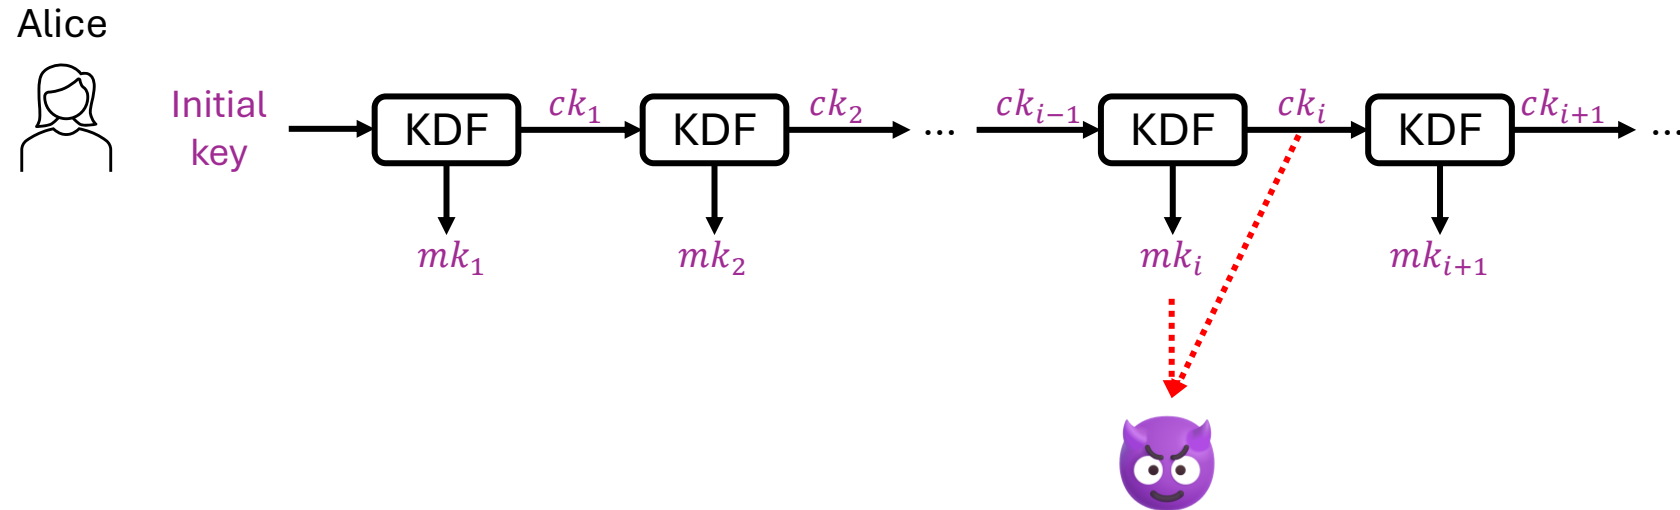 Alice
Initial
key
KDF
ck₁
KDF
ck₂
...
ckᵢ₋₁
KDF
ckᵢ
KDF
ckᵢ₊₁
...
mk₁
mk₂
mkᵢ
mkᵢ₊₁